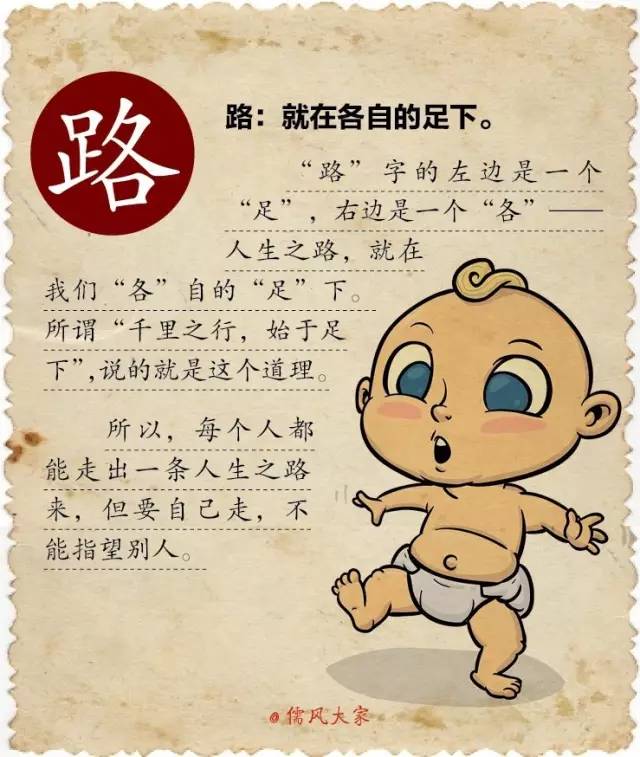 路
路：就在各自的足下。
“路”字的左边是一个
“足”，右边是一个“各”——
人生之路，就在
我们“各”自的“足”下。
所谓“千里之行，始于足
下”，说的就是这个道理。
所以，每个人都
能走出一条人生之路
来，但要自己走，不
能指望别人。
@儒风大家